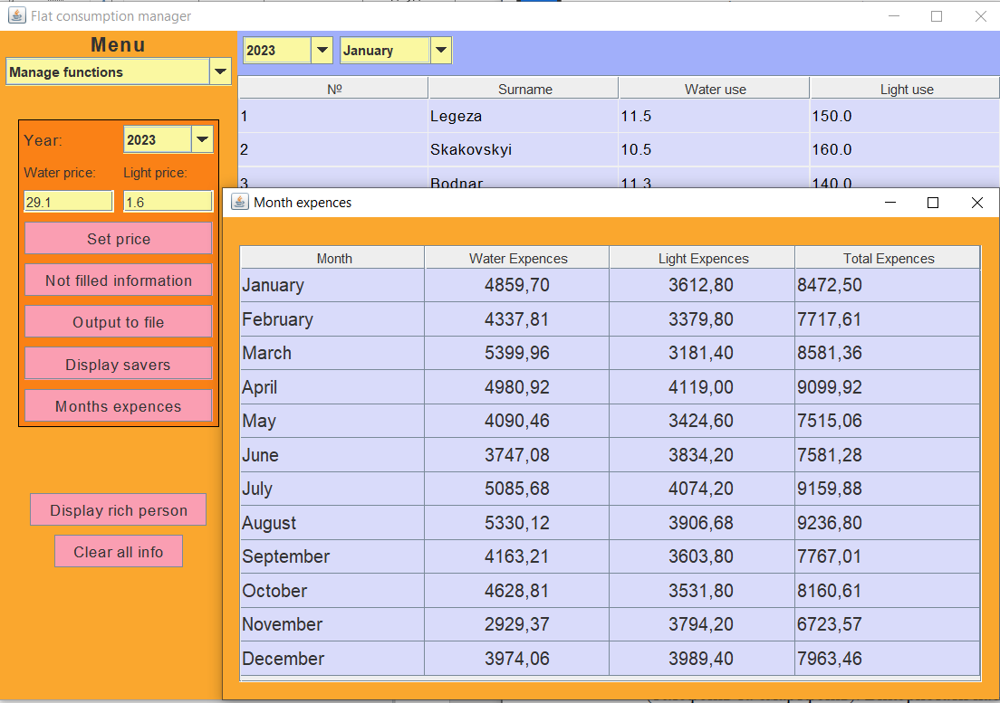 Flat consumption manager
Menu
Manage functions
2023 January
Nº Surname Water use Light use
1 Legeza 11.5 150.0
2 Skakovskyi 10.5 160.0
3 Bodnar 11.3 140.0
Year: 2023
Water price: Light price:
29.1 1.6
Set price
Not filled information
Output to file
Display savers
Months expences
Display rich person
Clear all info
Month expences
Month Water Expences Light Expences Total Expences
January 4859,70 3612,80 8472,50
February 4337,81 3379,80 7717,61
March 5399,96 3181,40 8581,36
April 4980,92 4119,00 9099,92
May 4090,46 3424,60 7515,06
June 3747,08 3834,20 7581,28
July 5085,68 4074,20 9159,88
August 5330,12 3906,68 9236,80
September 4163,21 3603,80 7767,01
October 4628,81 3531,80 8160,61
November 2929,37 3794,20 6723,57
December 3974,06 3989,40 7963,46